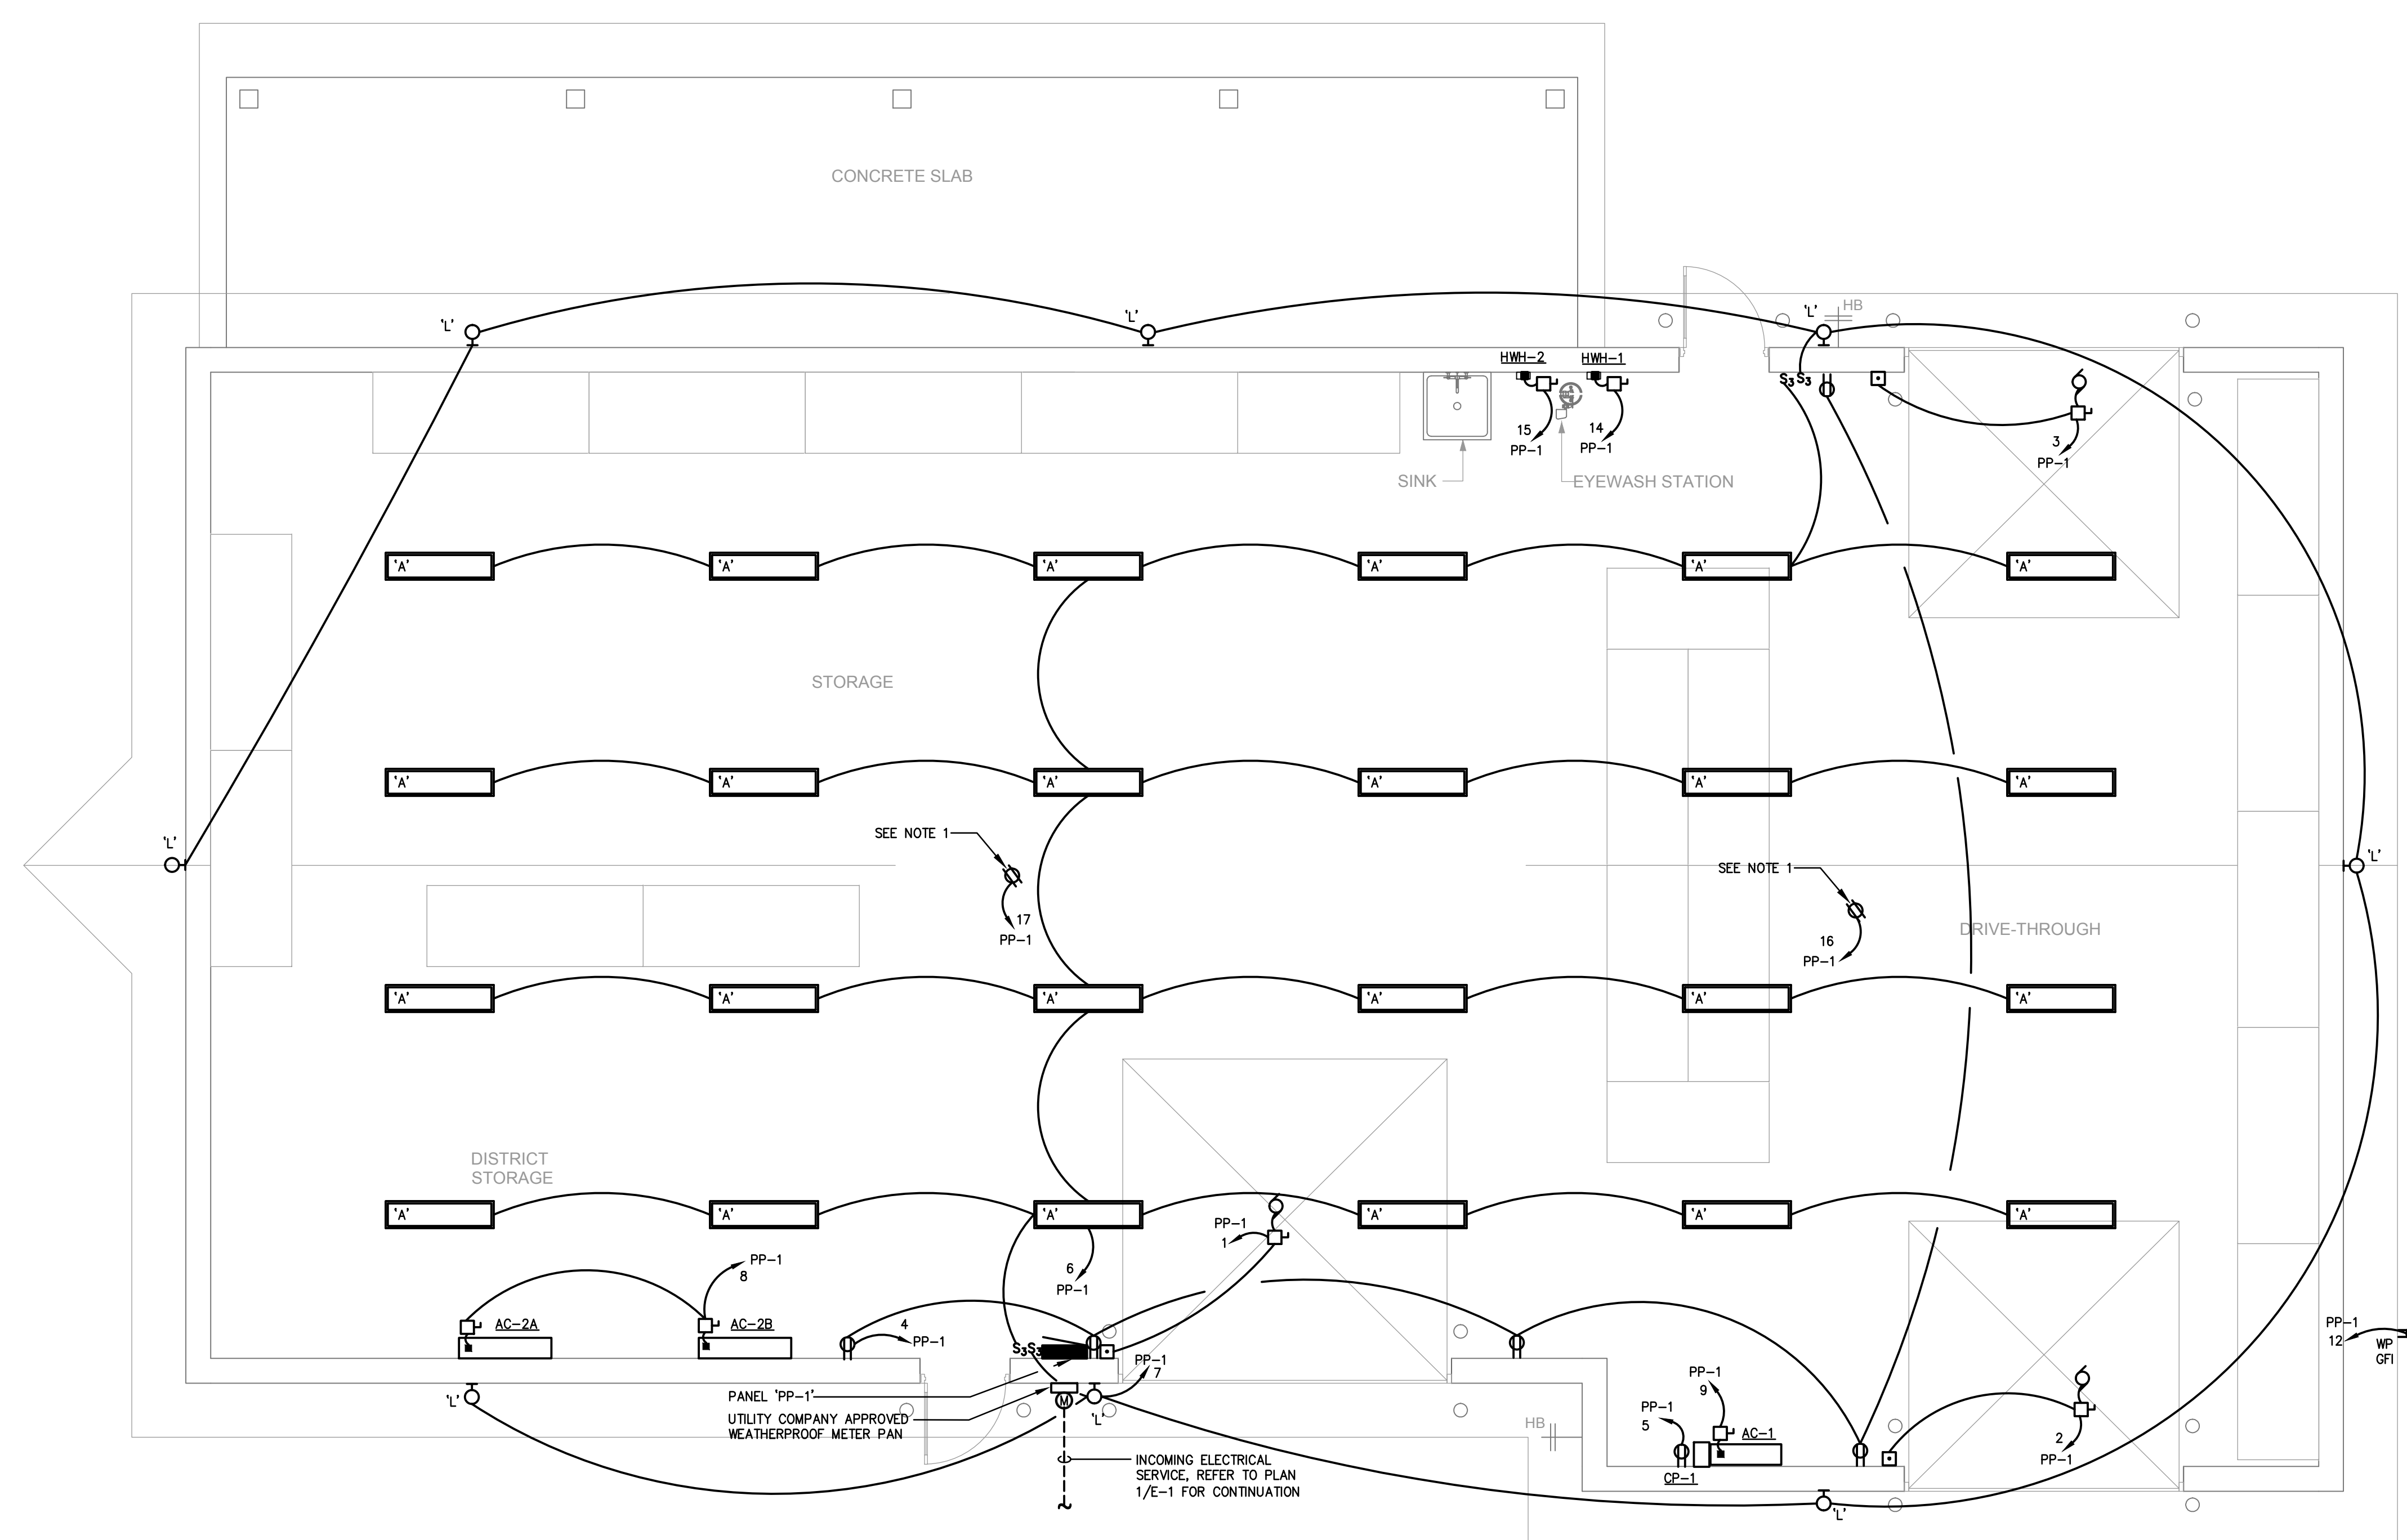 CONCRETE SLAB
'L'
'L'
'L'
HB
HWH-2
HWH-1
S3 S3
15
PP-1
14
PP-1
3
PP-1
SINK
EYEWASH STATION
'A'
'A'
'A'
'A'
'A'
'A'
STORAGE
'A'
'A'
'A'
'A'
'A'
'A'
'L'
SEE NOTE 1
SEE NOTE 1
'L'
17
PP-1
16
PP-1
DRIVE-THROUGH
'A'
'A'
'A'
'A'
'A'
'A'
DISTRICT
STORAGE
'A'
'A'
'A'
'A'
'A'
'A'
PP-1
1
PP-1
8
6
PP-1
AC-2A
AC-2B
4
PP-1
S3S3
PP-1
7
PP-1
12
WP
GFI
'L'
PANEL 'PP-1'
UTILITY COMPANY APPROVED
WEATHERPROOF METER PAN
M
'L'
INCOMING ELECTRICAL
SERVICE, REFER TO PLAN
1/E-1 FOR CONTINUATION
HB
PP-1
9
PP-1
5
AC-1
CP-1
2
PP-1
'L'